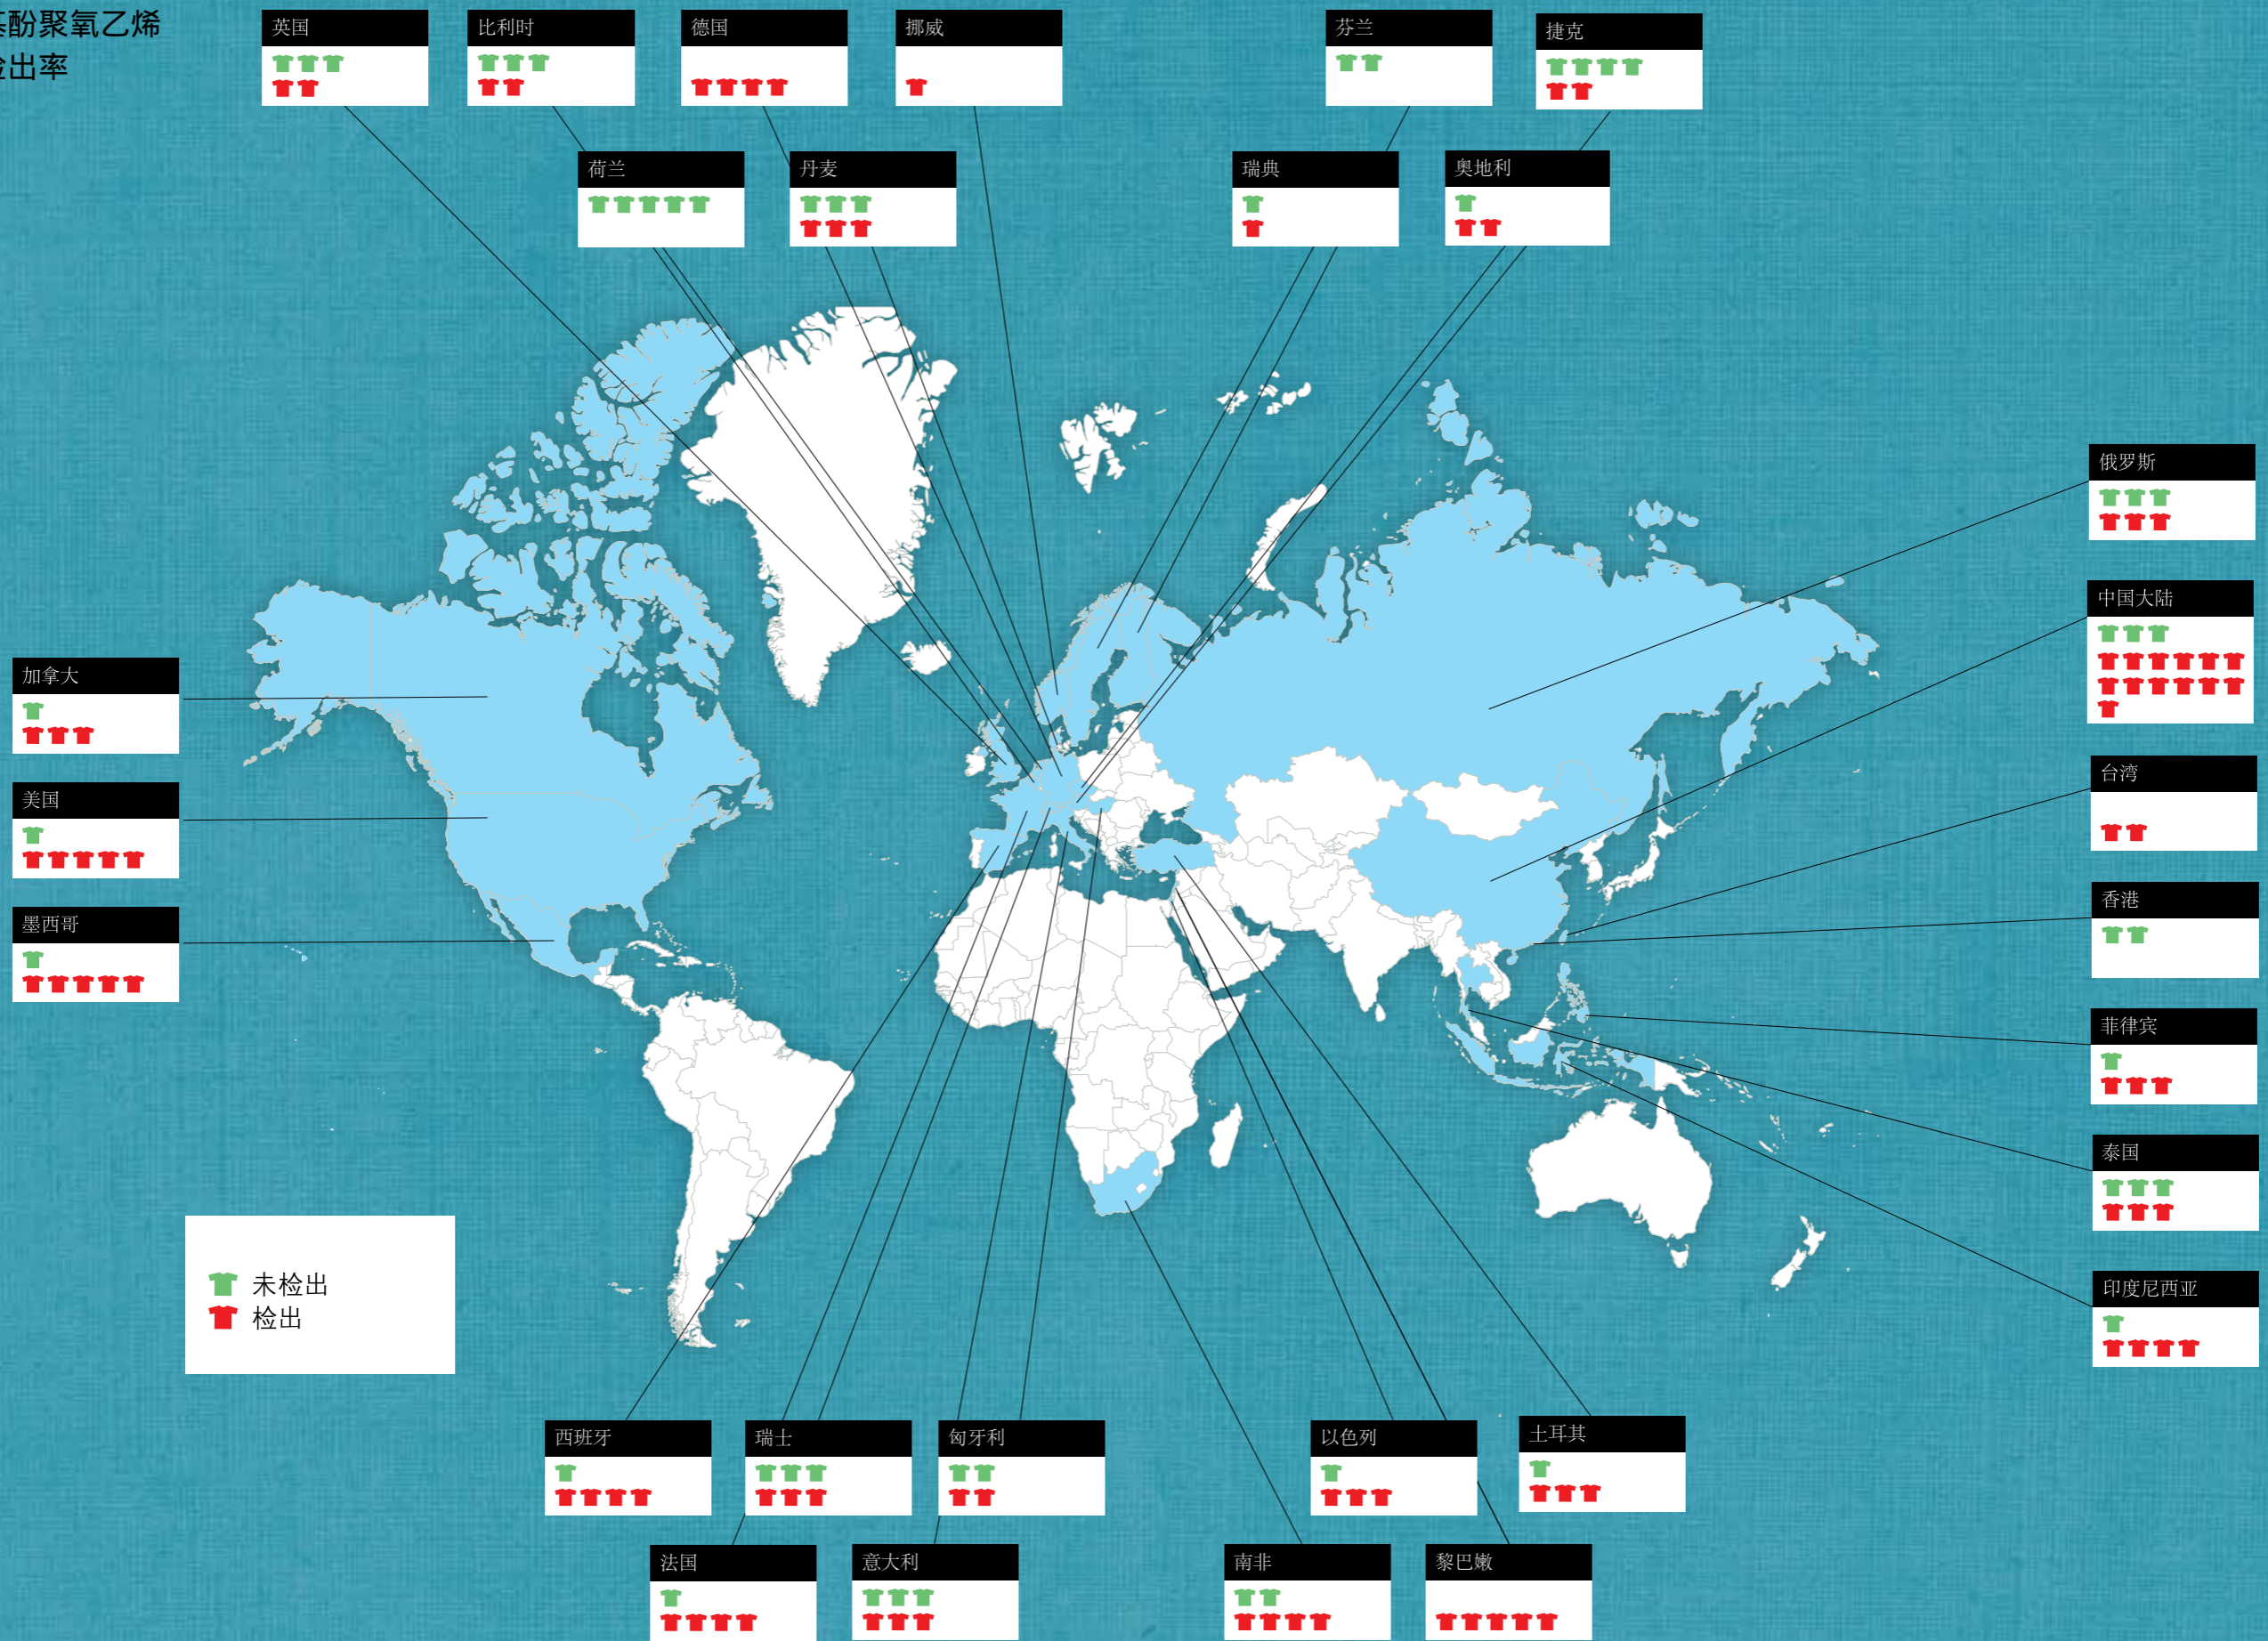 酚聚氧乙烯
出率
英国
比利时
德国
挪威
芬兰
捷克
荷兰
丹麦
瑞典
奥地利
俄罗斯
中国大陆
加拿大
台湾
美国
香港
墨西哥
菲律宾
泰国
印度尼西亚
未检出
检出
西班牙
瑞士
匈牙利
以色列
土耳其
法国
意大利
南非
黎巴嫩